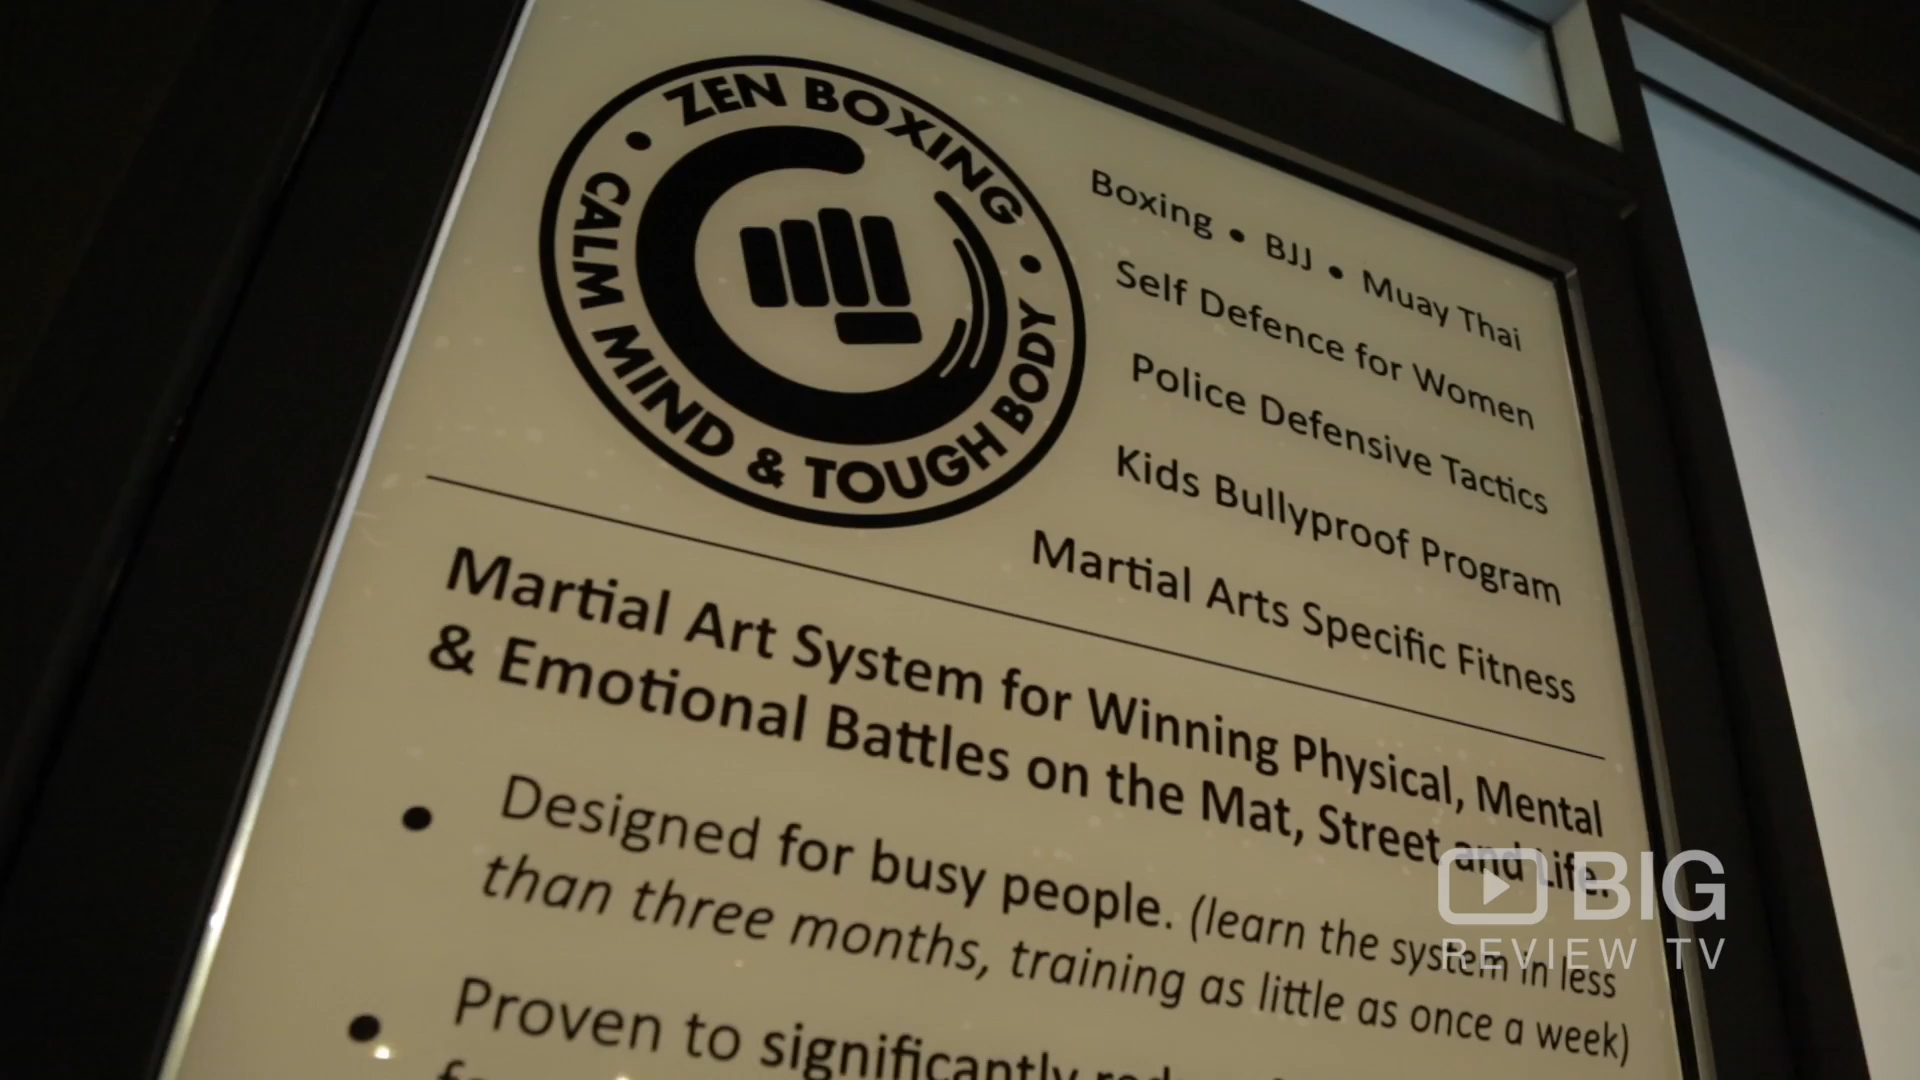 ZEN BOXING
CALM MIND & TOUGH BODY
Boxing • BJJ • Muay Thai
Self Defence for Women
Police Defensive Tactics
Kids Bullyproof Program
Martial Arts Specific Fitness
Martial Art System for Winning Physical, Mental
& Emotional Battles on the Mat, Street and Life.
• Designed for busy people. (learn the system in less
than three months, training as little as once a week)
• Proven to significantly
BIG
REVIEW TV